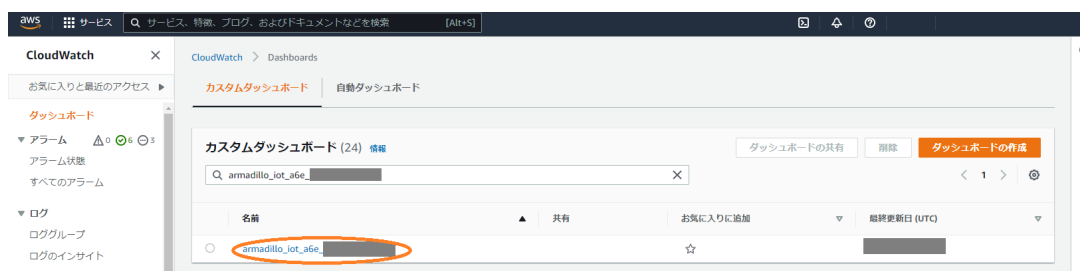 aws サービス サービス、特徴、ブログ、およびドキュメントなどを検索 [Alt+S]
CloudWatch
お気に入りと最近のアクセス
ダッシュボード
アラーム 0 6 3
アラーム状態
すべてのアラーム
ログ
ロググループ
ログのインサイト
CloudWatch > Dashboards
カスタムダッシュボード 自動ダッシュボード
カスタムダッシュボード (24) 情報
ダッシュボードの共有 削除 ダッシュボードの作成
armadillo_iot_a6e_
< 1 >
名前 共有 お気に入りに追加 最終更新日 (UTC)
armadillo_iot_a6e_